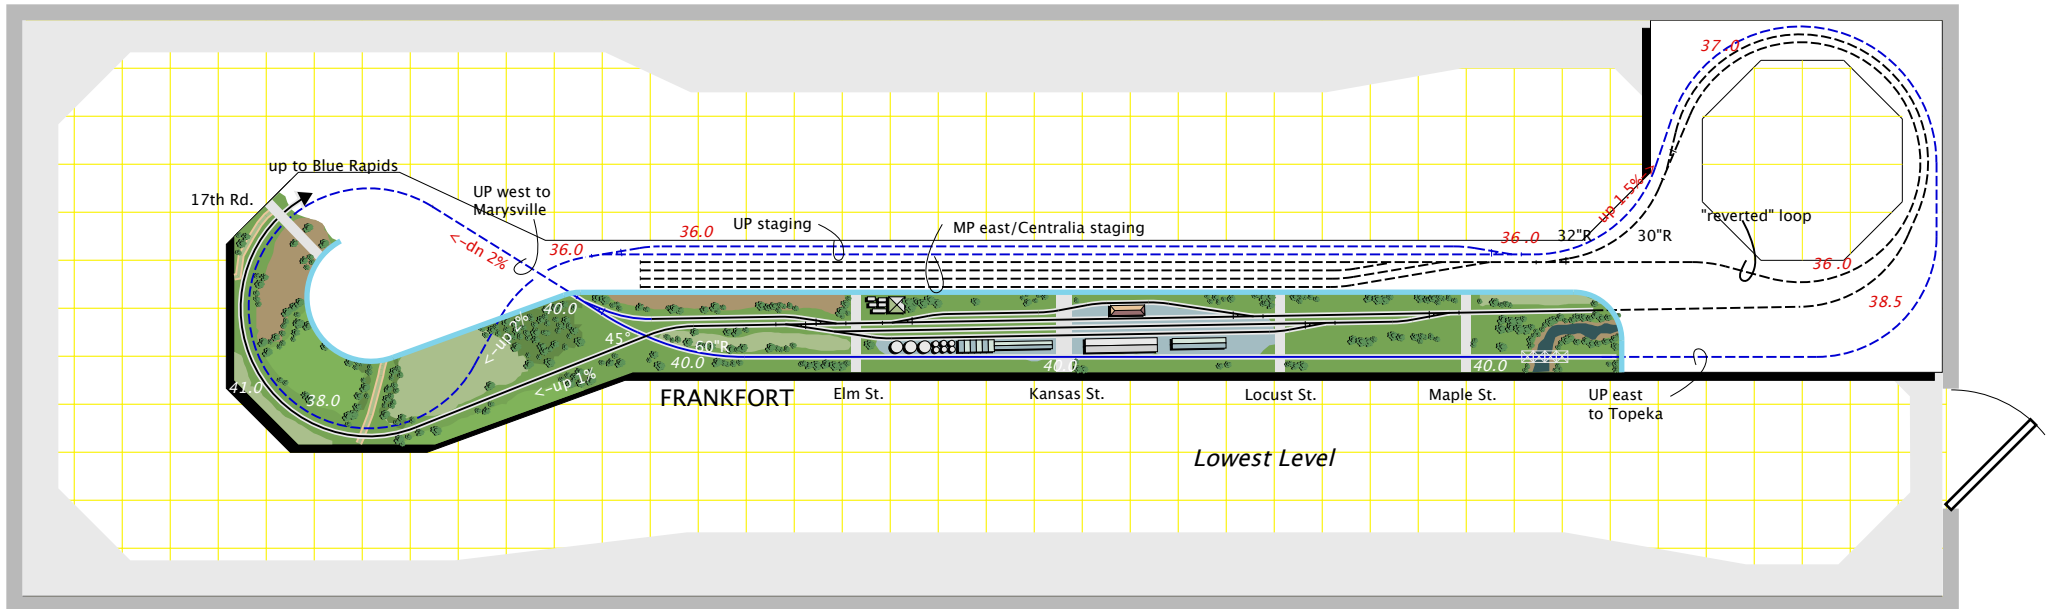 37 .0
up to Blue Rapids
17th Rd.
UP west to
Marysville
UP staging
MP east/Centralia staging
"reverted" loop
up 1.5%
36.0
36.0
<-dn 2%
36 .0
32"R
30"R
36 .0
38.5
40.0
<-up 2%
45°
60"R
40.0
40.0
40.0
<-up 1%
41.0
38.0
FRANKFORT
Elm St.
Kansas St.
Locust St.
Maple St.
UP east
to Topeka
Lowest Level